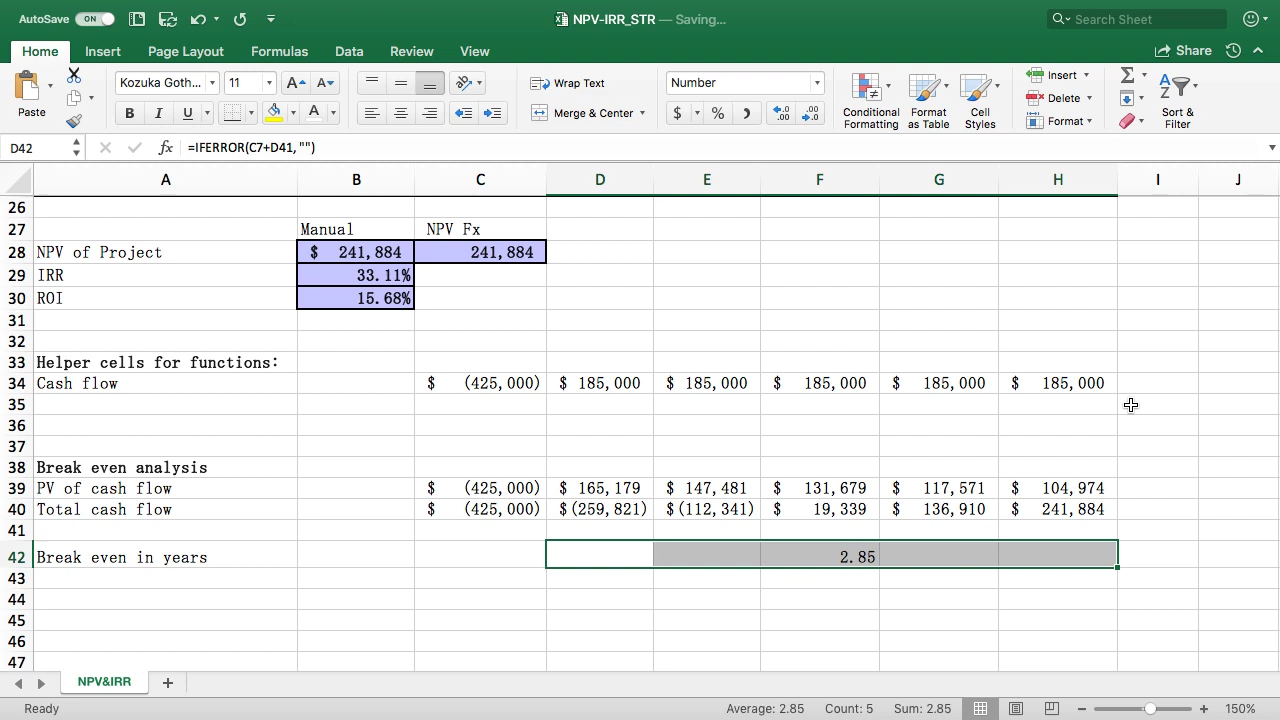 AutoSave ON NPV-IRR_STR — Saving... Search Sheet
Home Insert Page Layout Formulas Data Review View Share
Paste Kozuka Goth... 11 A A Wrap Text Number Conditional Formatting Format as Table Cell Styles Insert Sort & Filter
B I U A Merge & Center $ % Delete
Format
D42 fx =IFERROR(C7+D41,"")
A B C D E F G H I J
26
27 Manual NPV Fx
28 NPV of Project $ 241,884 241,884
29 IRR 33.11%
30 ROI 15.68%
31
32
33 Helper cells for functions:
34 Cash flow $ (425,000) $ 185,000 $ 185,000 $ 185,000 $ 185,000 $ 185,000
35
36
37
38 Break even analysis
39 PV of cash flow $ (425,000) $ 165,179 $ 147,481 $ 131,679 $ 117,571 $ 104,974
40 Total cash flow $ (425,000) $(259,821) $(112,341) $ 19,339 $ 136,910 $ 241,884
41
42 Break even in years 2.85
43
44
45
46
47
NPV&IRR
Ready Average: 2.85 Count: 5 Sum: 2.85 150%